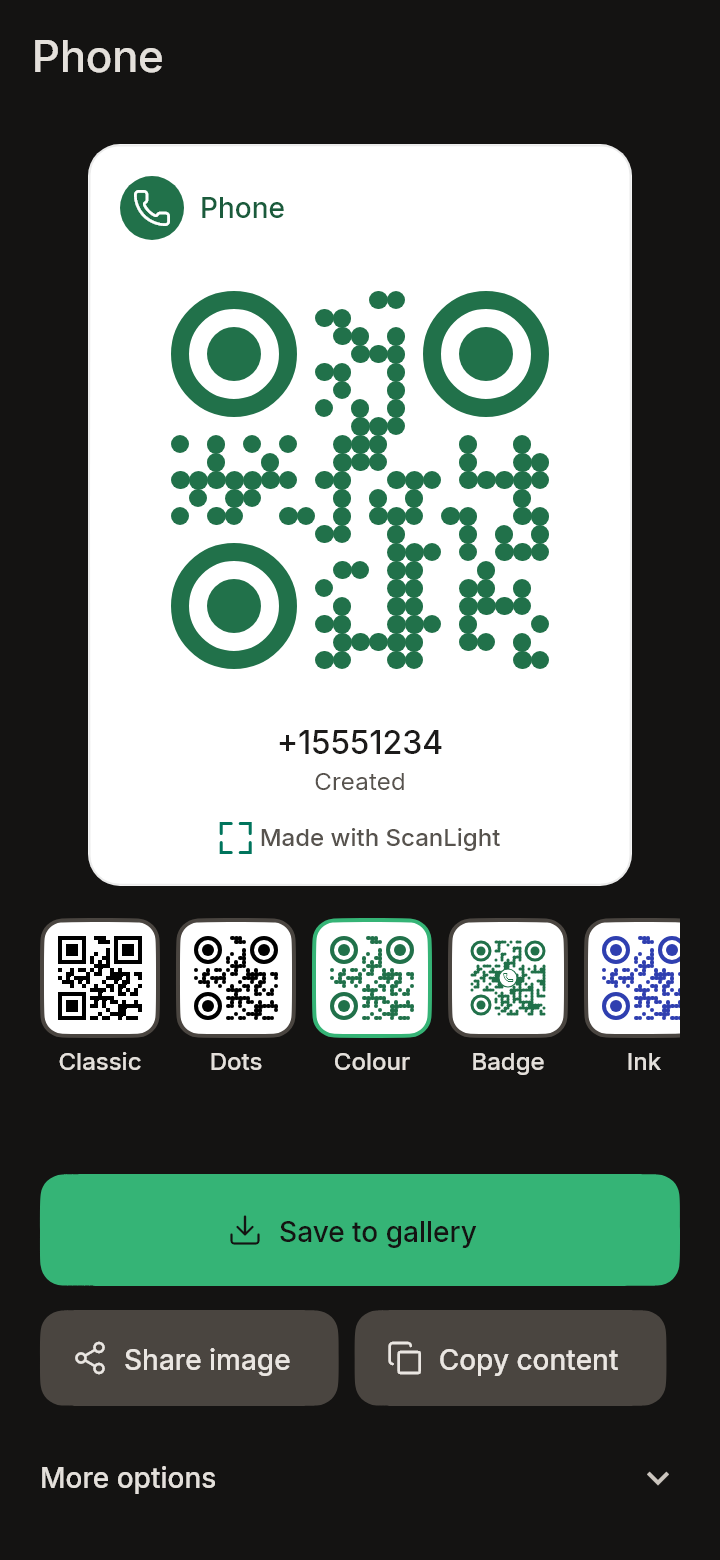 Phone
Phone
+15551234
Created
Made with ScanLight
Classic
Dots
Colour
Badge
Ink
Save to gallery
Share image
Copy content
More options